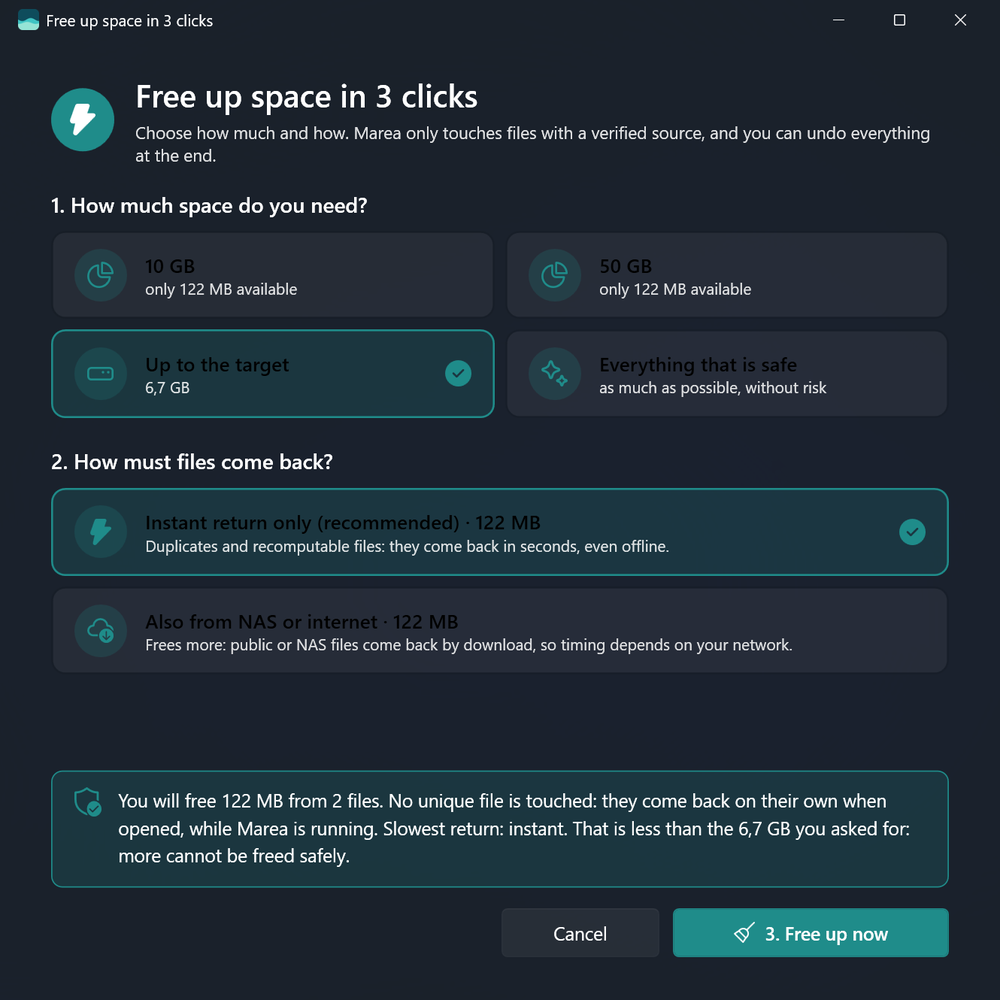 Free up space in 3 clicks
Free up space in 3 clicks
Choose how much and how. Marea only touches files with a verified source, and you can undo everything
at the end.
1. How much space do you need?
10 GB
only 122 MB available
50 GB
only 122 MB available
Up to the target
6,7 GB
Everything that is safe
as much as possible, without risk
2. How must files come back?
Instant return only (recommended) · 122 MB
Duplicates and recomputable files: they come back in seconds, even offline.
Also from NAS or internet · 122 MB
Frees more: public or NAS files come back by download, so timing depends on your network.
You will free 122 MB from 2 files. No unique file is touched: they come back on their own when
opened, while Marea is running. Slowest return: instant. That is less than the 6,7 GB you asked for:
more cannot be freed safely.
Cancel
3. Free up now